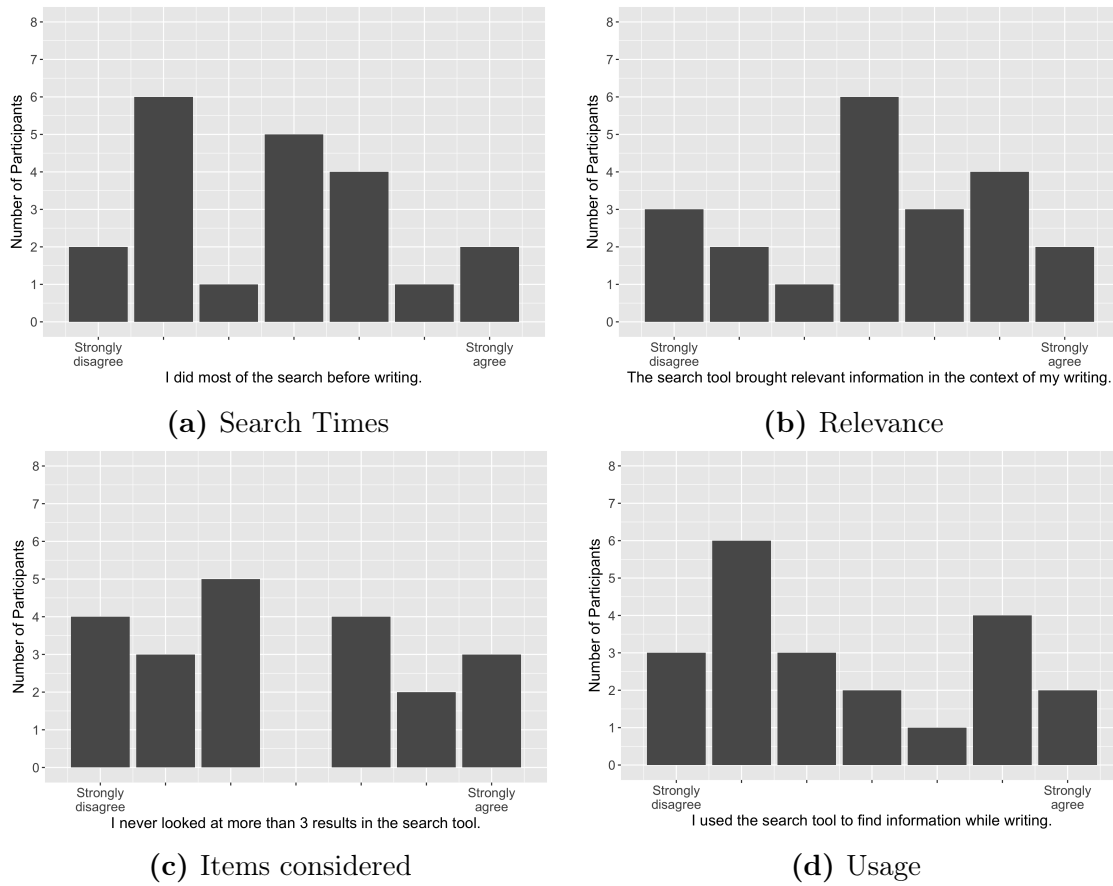 8
7
6
5
4
3
2
1
0
Number of Participants
Strongly
disagree
Strongly
agree
I did most of the search before writing.
(a) Search Times
8
7
6
5
4
3
2
1
0
Number of Participants
Strongly
disagree
Strongly
agree
The search tool brought relevant information in the context of my writing.
(b) Relevance
8
7
6
5
4
3
2
1
0
Number of Participants
Strongly
disagree
Strongly
agree
I never looked at more than 3 results in the search tool.
(c) Items considered
8
7
6
5
4
3
2
1
0
Number of Participants
Strongly
disagree
Strongly
agree
I used the search tool to find information while writing.
(d) Usage